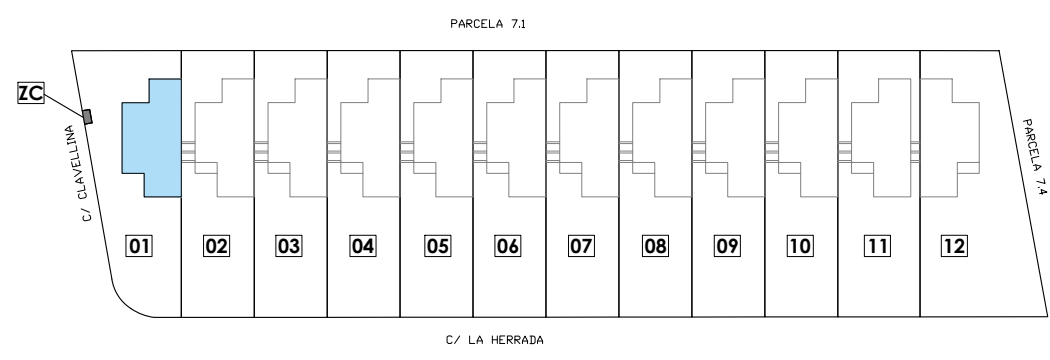 PARCELA 7.1
ZC
C/ CLAVELLINA
PARCELA 7.4
01 02 03 04 05 06 07 08 09 10 11 12
C/ LA HERRADA